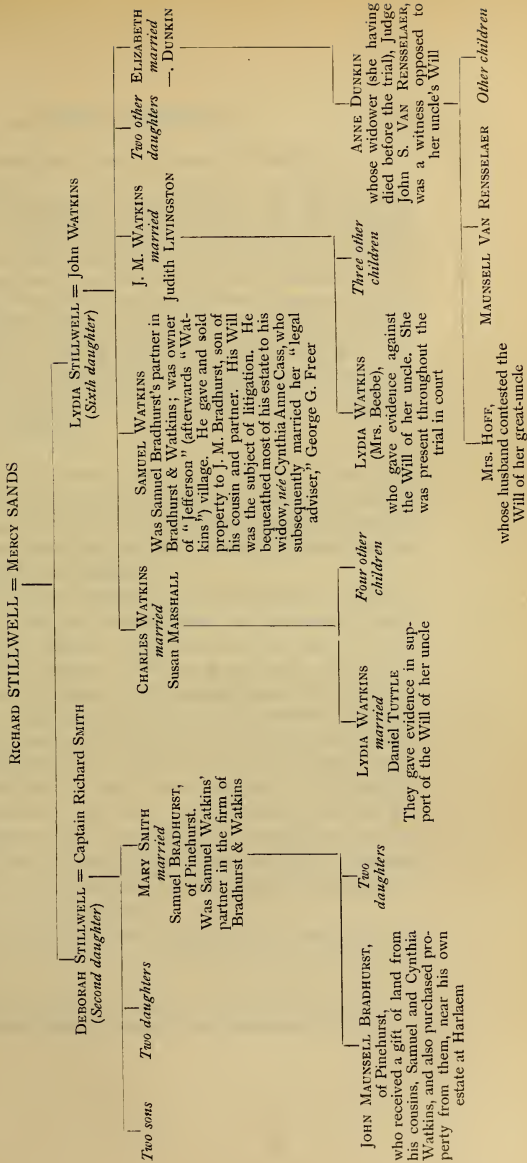 RICHARD STILLWELL = MERCY SANDS
DEBORAH STILLWELL = Captain Richard SMITH
(Second daughter)
LYDIA STILLWELL = John WATKINS
(Sixth daughter)
Two sons
Two daughters
MARY SMITH
married
Samuel BRADHURST,
of Pinehurst.
Was Samuel Watkins'
partner in the firm of
Bradhurst & Watkins
CHARLES WATKINS
married
Susan MARSHALL
SAMUEL WATKINS
Was Samuel Bradhurst's partner in
Bradhurst & Watkins; was owner
of "Jefferson" (afterwards "Wat-
kins") village. He gave and sold
property to J. M. Bradhurst, son of
his cousin and partner. His Will
was the subject of litigation. He
bequeathed most of his estate to his
widow, née Cynthia Anne Cass, who
subsequently married her "legal
adviser," George G. Freer
J. M. WATKINS
married
Judith LIVINGSTON
Two other
daughters
ELIZABETH
married
—, DUNKIN
JOHN MAUNSELL BRADHURST,
of Pinehurst,
who received a gift of land from
his cousins, Samuel and Cynthia
Watkins, and also purchased pro-
perty from them, near his own
estate at Harlaem
Two
daughters
LYDIA WATKINS
married
Daniel TUTTLE
They gave evidence in sup-
port of the Will of her uncle
Four other
children
LYDIA WATKINS
(Mrs. Beebe),
who gave evidence against
the Will of her uncle. She
was present throughout the
trial in court
Three other
children
ANNE DUNKIN
whose widower (she having
died before the trial), Judge
John S. VAN RENSSELAER,
was a witness opposed to
her uncle's Will
Mrs. HOFF,
whose husband contested the
Will of her great-uncle
MAUNSELL VAN RENSSELAER
Other children